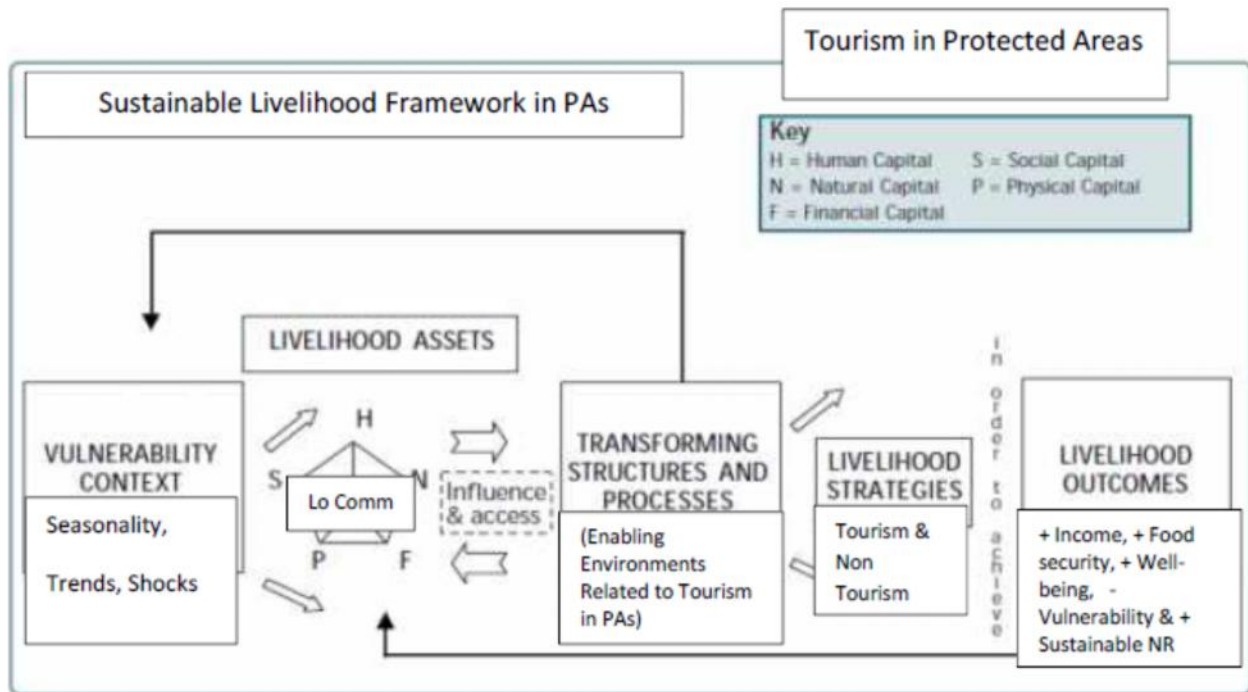 Tourism in Protected Areas
Sustainable Livelihood Framework in PAs
Key
H = Human Capital S = Social Capital
N = Natural Capital P = Physical Capital
F = Financial Capital
LIVELIHOOD ASSETS
VULNERABILITY
CONTEXT
Seasonality,
Trends, Shocks
H
S
N
Lo Comm
P
F
Influence
& access
TRANSFORMING
STRUCTURES AND
PROCESSES
(Enabling
Environments
Related to Tourism
in PAs)
LIVELIHOOD
STRATEGIES
Tourism &
Non
Tourism
in order to achieve
LIVELIHOOD
OUTCOMES
+ Income, + Food
security, + Well-
being, -
Vulnerability & +
Sustainable NR